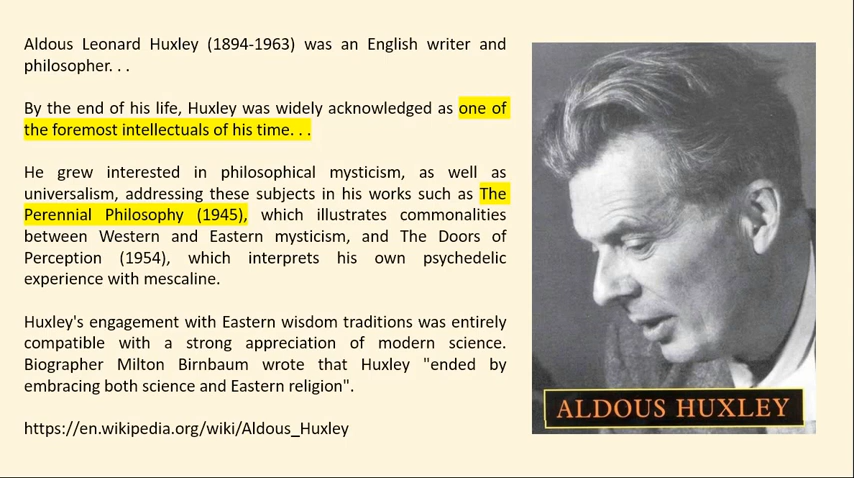 Aldous Leonard Huxley (1894-1963) was an English writer and
philosopher. . .
By the end of his life, Huxley was widely acknowledged as one of
the foremost intellectuals of his time. . .
He grew interested in philosophical mysticism, as well as
universalism, addressing these subjects in his works such as The
Perennial Philosophy (1945), which illustrates commonalities
between Western and Eastern mysticism, and The Doors of
Perception (1954), which interprets his own psychedelic
experience with mescaline.
Huxley's engagement with Eastern wisdom traditions was entirely
compatible with a strong appreciation of modern science.
Biographer Milton Birnbaum wrote that Huxley "ended by
embracing both science and Eastern religion".
https://en.wikipedia.org/wiki/Aldous_Huxley
ALDOUS HUXLEY